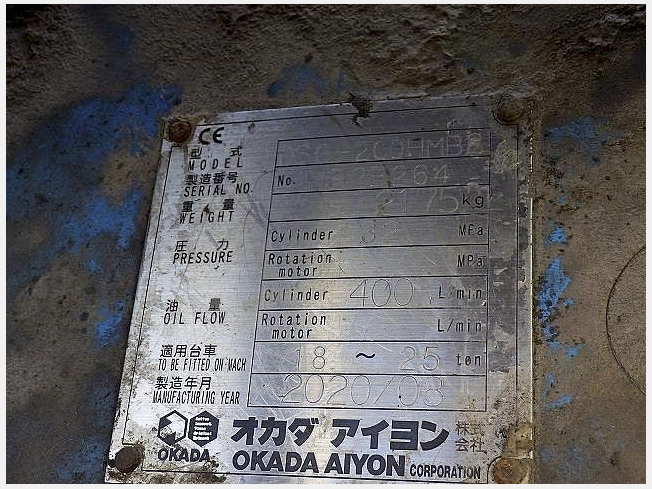 CE
型 式
MODEL
製造番号 No. 64
SERIAL NO.
重 量 175 kg
WEIGHT
圧 力 Cylinder MPa
PRESSURE Rotation motor MPa
油 量 Cylinder 400 L/min
OIL FLOW Rotation motor L/min
適用台車 18 ～ 25 ton
TO BE FITTED ON MACH
製造年月 2020/03
MANUFACTURING YEAR
オカダ アイヨン 株式会社
OKADA OKADA AIYON CORPORATION